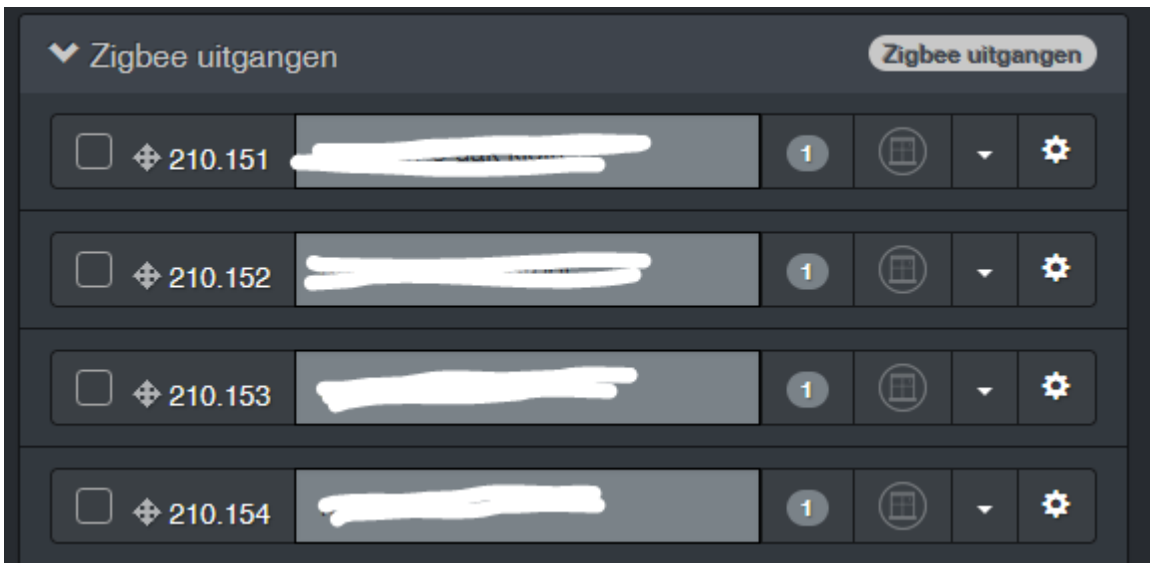 Zigbee uitgangen Zigbee uitgangen
210.151 1
210.152 1
210.153 1
210.154 1